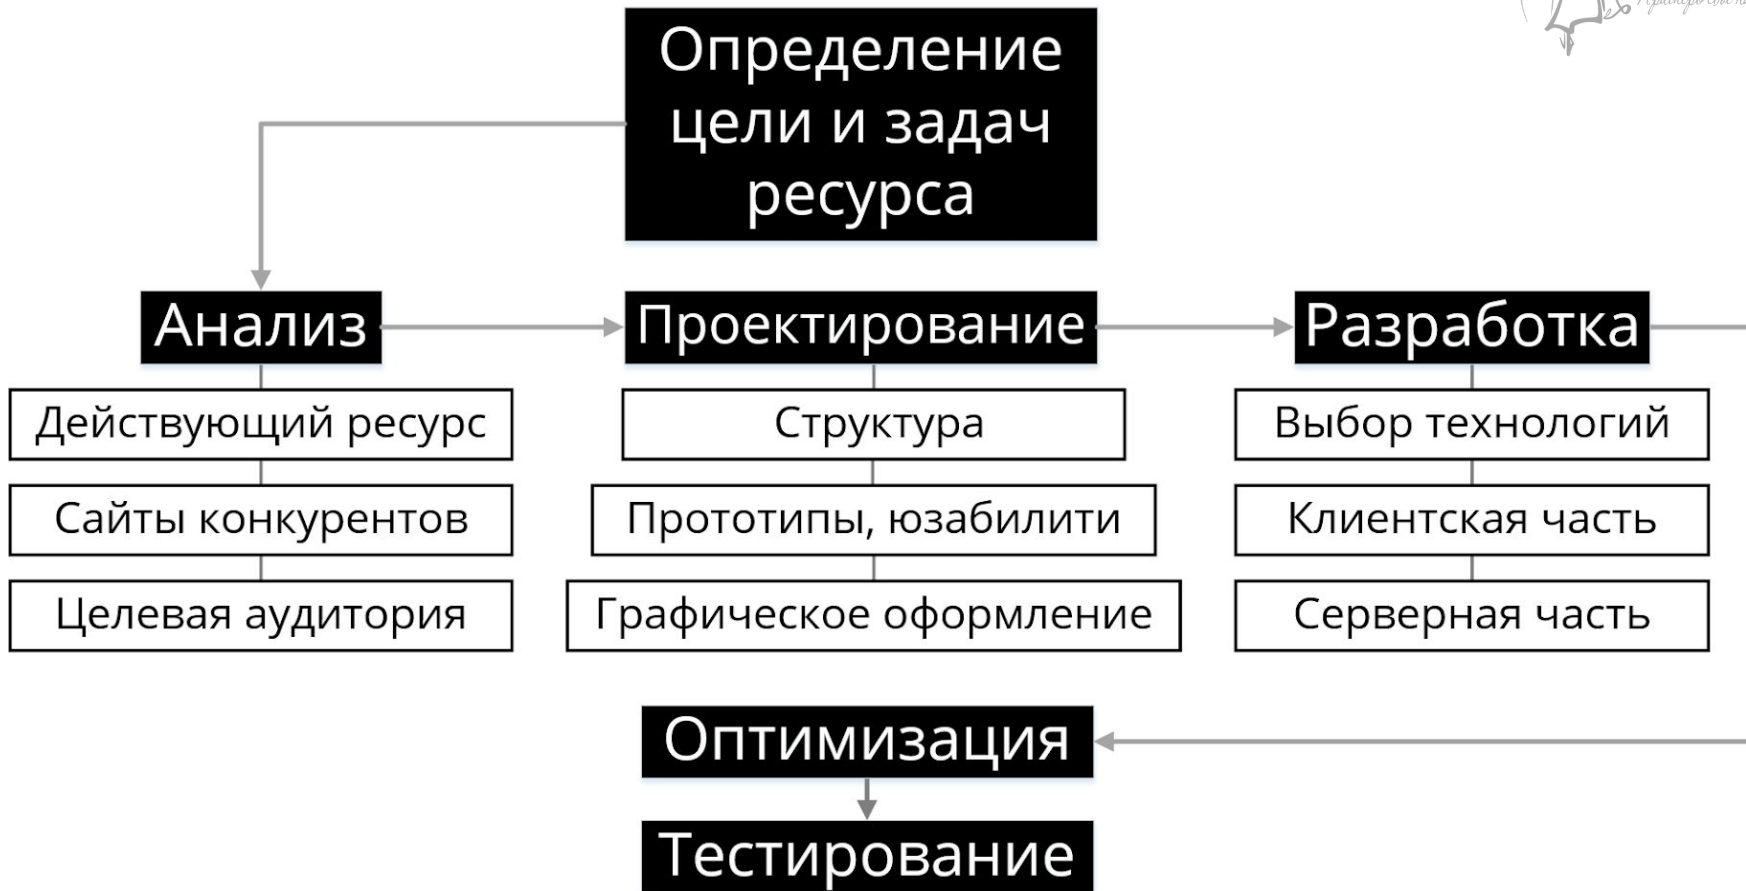 Определение
цели и задач
ресурса
Анализ
Проектирование
Разработка
Действующий ресурс
Структура
Выбор технологий
Сайты конкурентов
Прототипы, юзабилити
Клиентская часть
Целевая аудитория
Графическое оформление
Серверная часть
Оптимизация
Тестирование